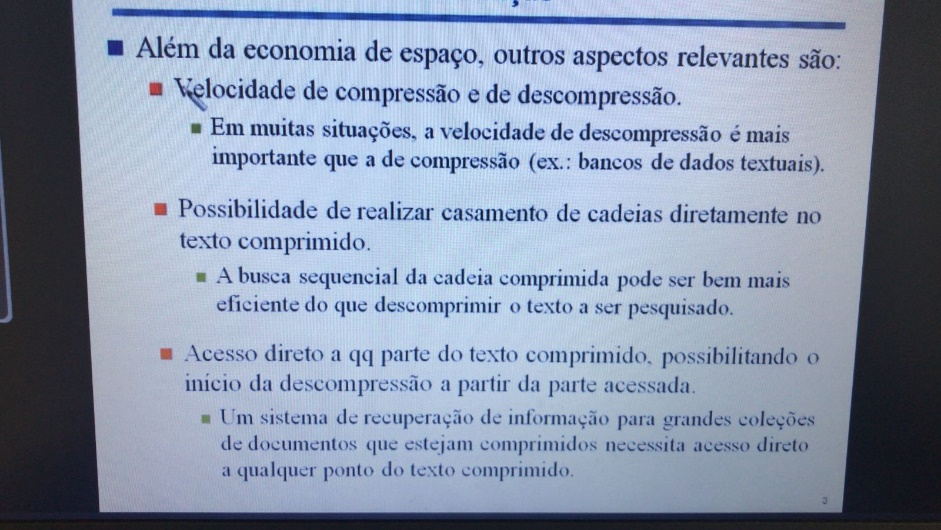 Além da economia de espaço, outros aspectos relevantes são:
Velocidade de compressão e de descompressão.
Em muitas situações, a velocidade de descompressão é mais
importante que a de compressão (ex.: bancos de dados textuais).
Possibilidade de realizar casamento de cadeias diretamente no
texto comprimido.
A busca sequencial da cadeia comprimida pode ser bem mais
eficiente do que descomprimir o texto a ser pesquisado.
Acesso direto a qq parte do texto comprimido, possibilitando o
início da descompressão a partir da parte acessada.
Um sistema de recuperação de informação para grandes coleções
de documentos que estejam comprimidos necessita acesso direto
a qualquer ponto do texto comprimido.
3